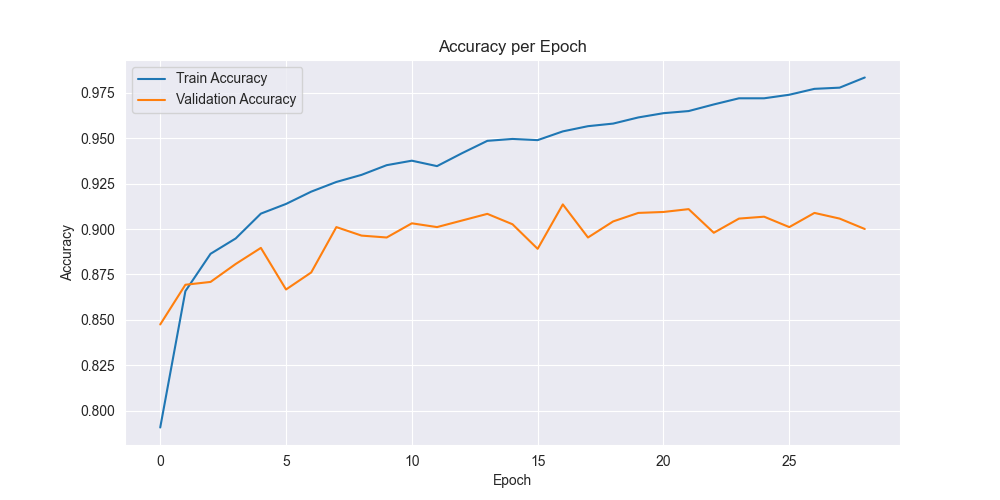 Accuracy per Epoch
Train Accuracy
Validation Accuracy
0.975
0.950
0.925
0.900
0.875
0.850
0.825
0.800
Accuracy
0 5 10 15 20 25
Epoch